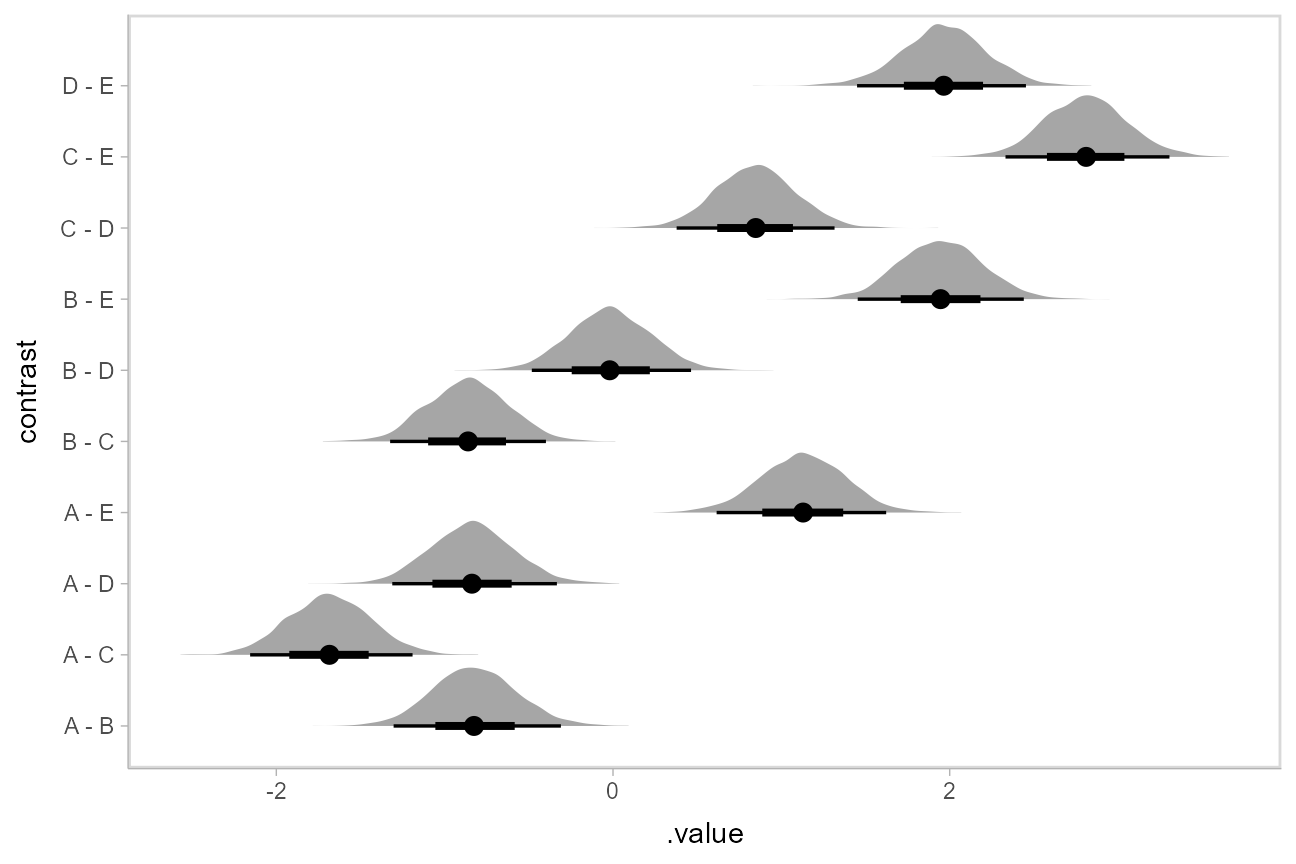 D - E
C - E
C - D
B - E
B - D
B - C
A - E
A - D
A - C
A - B
contrast
-2 0 2
.value